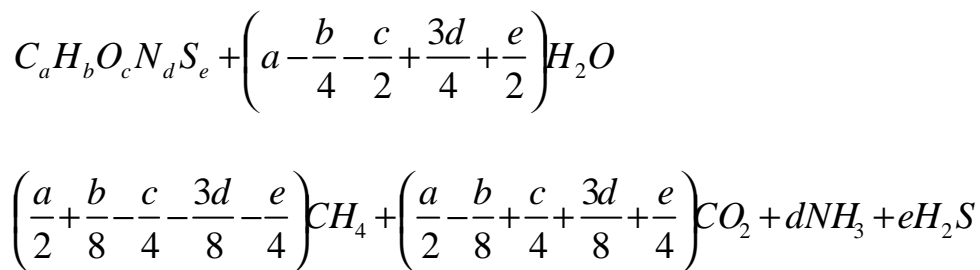 C_aH_bO_cN_dS_e + (a − b/4 − c/2 + 3d/4 + e/2)H_2O
(a/2 + b/8 − c/4 − 3d/8 − e/4)CH_4 + (a/2 − b/8 + c/4 + 3d/8 + e/4)CO_2 + dNH_3 + eH_2S